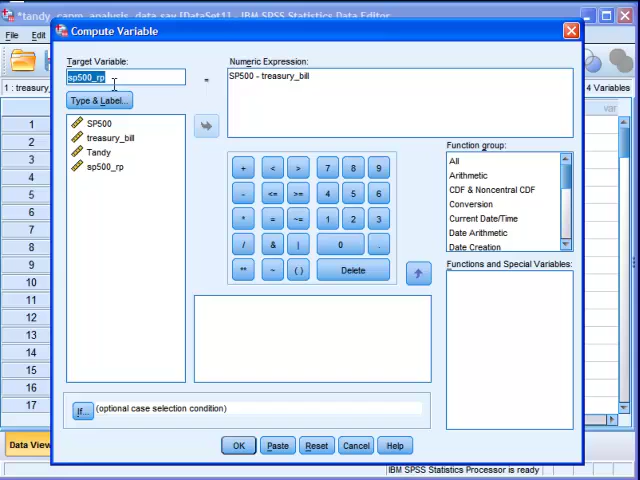 *tandy_capm_analysis_data.sav [DataSet1] - IBM SPSS Statistics Data Editor
Compute Variable
File Edit
1 : treasury_
4 Variables
var
1
2
3
4
5
6
7
8
9
10
11
12
13
14
15
16
17
Target Variable:
sp500_rp
=
Numeric Expression:
SP500 - treasury_bill
Type & Label...
SP500
treasury_bill
Tandy
sp500_rp
+ < > 7 8 9
- <= >= 4 5 6
* = ~= 1 2 3
/ & | 0 .
** ~ ( ) Delete
Function group:
All
Arithmetic
CDF & Noncentral CDF
Conversion
Current Date/Time
Date Arithmetic
Date Creation
Functions and Special Variables:
If... (optional case selection condition)
OK Paste Reset Cancel Help
Data View
IBM SPSS Statistics Processor is ready